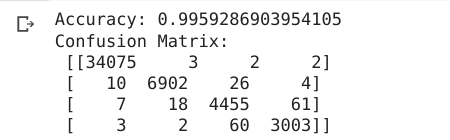 Accuracy: 0.9959286903954105
Confusion Matrix:
[[34075 3 2 2]
[ 10 6902 26 4]
[ 7 18 4455 61]
[ 3 2 60 3003]]